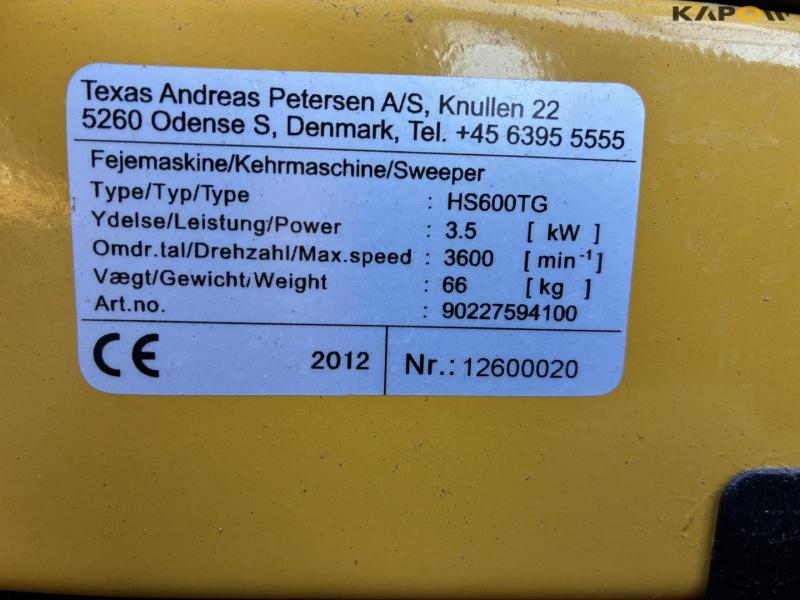 KAPOW
Texas Andreas Petersen A/S, Knullen 22
5260 Odense S, Denmark, Tel. +45 6395 5555
Fejemaskine/Kehrmaschine/Sweeper
Type/Typ/Type : HS600TG
Ydelse/Leistung/Power : 3.5 [ kW ]
Omdr.tal/Drehzahl/Max.speed : 3600 [ min⁻¹]
Vægt/Gewicht/Weight : 66 [ kg ]
Art.no. : 90227594100
CE 2012 Nr.: 12600020